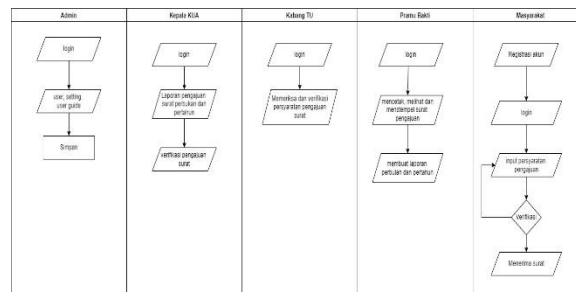 Admin
Kepala KUA
Kabang TU
Pramu Bakti
Masyarakat
login
user, setting
user guide
Simpan
login
Laporan pengajuan
surat perbulan dan
pertahun
verifikasi pengajuan
surat
login
Memeriksa dan verifikasi
persyaratan pengajuan
surat
login
mencetak, melihat dan
menstempel surat
pengajuan
membuat laporan
perbulan dan pertahun
Registrasi akun
login
input persyaratan
pengajuan
Verifikasi
Menerima surat